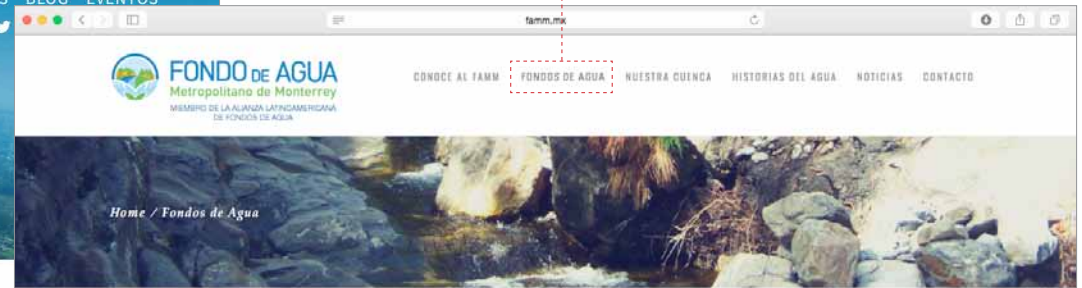 BLOG EVENTOS
famm.mx
FONDO DE AGUA
Metropolitano de Monterrey
MIEMBRO DE LA ALIANZA LATINOAMERICANA
DE FONDOS DE AGUA
CONOCE AL FAMM FONDOS DE AGUA NUESTRA CUENCA HISTORIAS DEL AGUA NOTICIAS CONTACTO
Home / Fondos de Agua